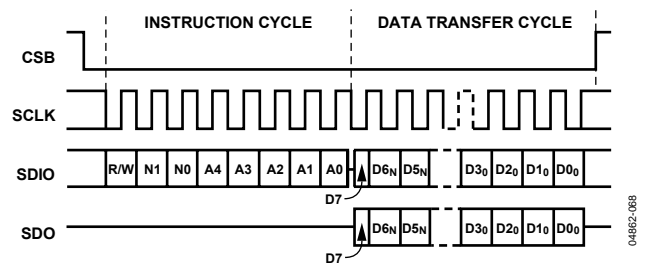 INSTRUCTION CYCLE DATA TRANSFER CYCLE
CSB
SCLK
SDIO R/W N1 N0 A4 A3 A2 A1 A0 D6N D5N D30 D20 D10 D00
D7
SDO D6N D5N D30 D20 D10 D00
D7
04862-068